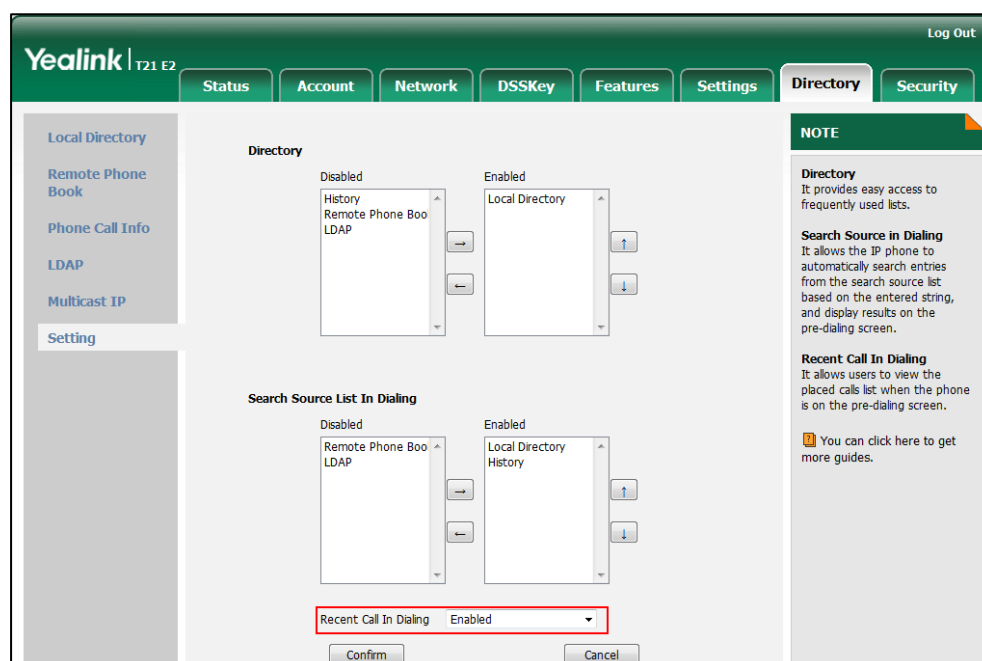 Log Out
Yealink | T21 E2
Status Account Network DSSKey Features Settings Directory Security
Local Directory
Remote Phone
Book
Phone Call Info
LDAP
Multicast IP
Setting
Directory
Disabled Enabled
History
Remote Phone Boo
LDAP
→
←
Local Directory
↑
↓
Search Source List In Dialing
Disabled Enabled
Remote Phone Boo
LDAP
→
←
Local Directory
History
↑
↓
Recent Call In Dialing Enabled
Confirm Cancel
NOTE
Directory
It provides easy access to
frequently used lists.
Search Source in Dialing
It allows the IP phone to
automatically search entries
from the search source list
based on the entered string,
and display results on the
pre-dialing screen.
Recent Call In Dialing
It allows users to view the
placed calls list when the phone
is on the pre-dialing screen.
? You can click here to get
more guides.